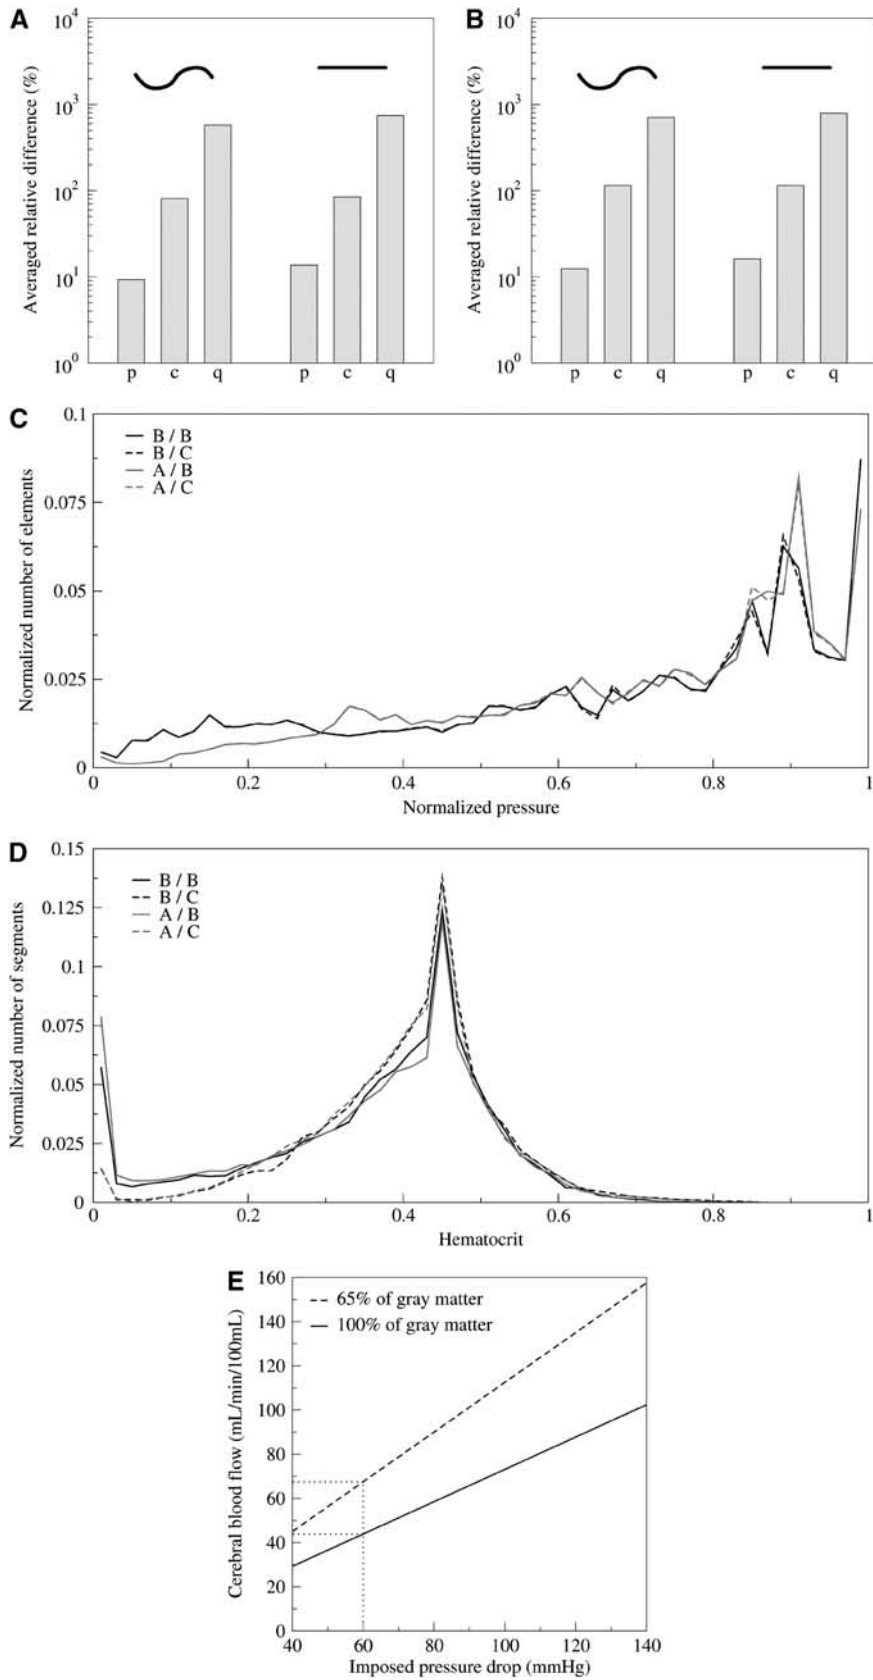 A
B
10^4
10^3
10^2
10^1
10^0
Averaged relative difference (%)
p c q p c q
10^4
10^3
10^2
10^1
10^0
Averaged relative difference (%)
p c q p c q
C
0.1
0.075
0.05
0.025
0
Normalized number of elements
B / B
B / C
A / B
A / C
0.2 0.4 0.6 0.8 1
Normalized pressure
D
0.15
0.125
0.1
0.075
0.05
0.025
0
Normalized number of segments
B / B
B / C
A / B
A / C
0 0.2 0.4 0.6 0.8 1
Hematocrit
E
160
140
120
100
80
60
40
20
0
Cerebral blood flow (mL/min/100mL)
65% of gray matter
100% of gray matter
40 60 80 100 120 140
Imposed pressure drop (mmHg)